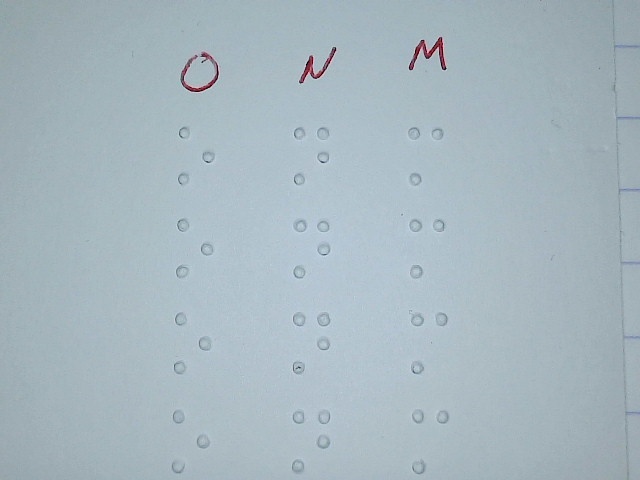 O N M
⠕ ⠝ ⠍
⠕ ⠝ ⠍
⠕ ⠝ ⠍
⠕ ⠝ ⠍